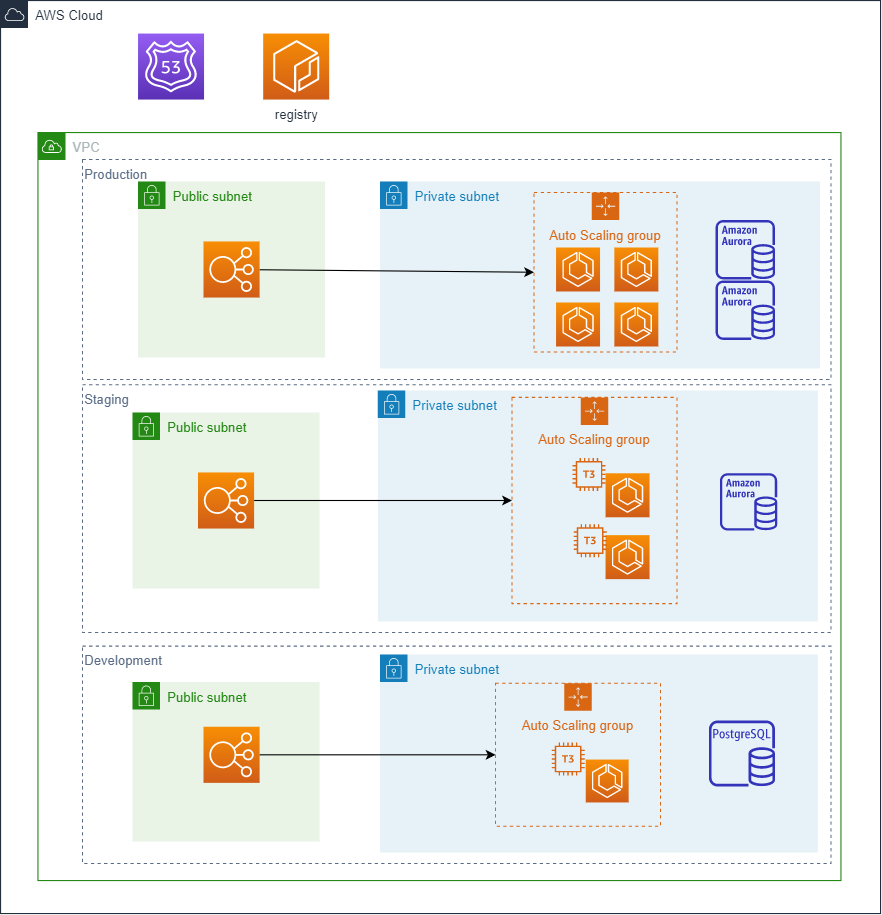 AWS Cloud
53
registry
VPC
Production
Public subnet
Private subnet
Auto Scaling group
Amazon
Aurora
Amazon
Aurora
Staging
Public subnet
Private subnet
Auto Scaling group
T3
T3
Amazon
Aurora
Development
Public subnet
Private subnet
Auto Scaling group
T3
PostgreSQL